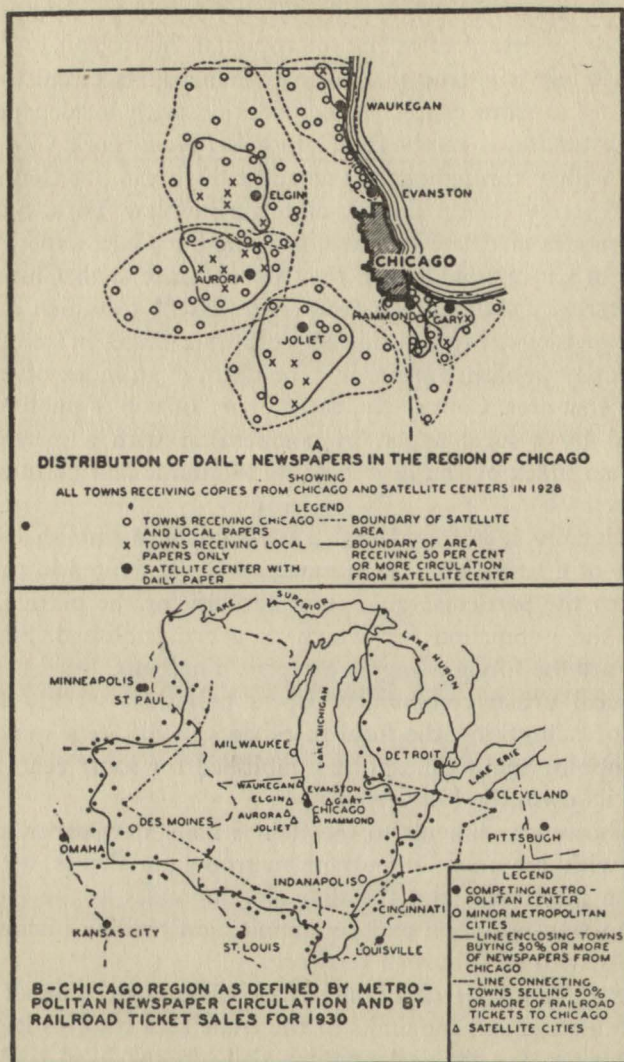 WAUKEGAN
ELGIN
EVANSTON
CHICAGO
AURORA
HAMMOND
GARY
JOLIET
A
DISTRIBUTION OF DAILY NEWSPAPERS IN THE REGION OF CHICAGO
SHOWING
ALL TOWNS RECEIVING COPIES FROM CHICAGO AND SATELLITE CENTERS IN 1928
LEGEND
TOWNS RECEIVING CHICAGO
AND LOCAL PAPERS
x TOWNS RECEIVING LOCAL
PAPERS ONLY
SATELLITE CENTER WITH
DAILY PAPER
BOUNDARY OF SATELLITE
AREA
BOUNDARY OF AREA
RECEIVING 50 PER CENT
OR MORE CIRCULATION
FROM SATELLITE CENTER
LAKE SUPERIOR
LAKE HURON
MINNEAPOLIS
ST PAUL
LAKE MICHIGAN
MILWAUKEE
DETROIT
LAKE ERIE
WAUKEGAN
EVANSTON
ELGIN
GARY
CLEVELAND
CHICAGO
AURORA
HAMMOND
JOLIET
DES MOINES
PITTSBUGH
OMAHA
INDIANAPOLIS
CINCINNATI
KANSAS CITY
ST. LOUIS
LOUISVILLE
B-CHICAGO REGION AS DEFINED BY METRO-
POLITAN NEWSPAPER CIRCULATION AND BY
RAILROAD TICKET SALES FOR 1930
LEGEND
COMPETING METRO-
POLITAN CENTER
MINOR METROPOLITAN
CITIES
LINE ENCLOSING TOWNS
BUYING 50% OR MORE
OF NEWSPAPERS FROM
CHICAGO
LINE CONNECTING
TOWNS SELLING 50%
OR MORE OF RAILROAD
TICKETS TO CHICAGO
SATELLITE CITIES